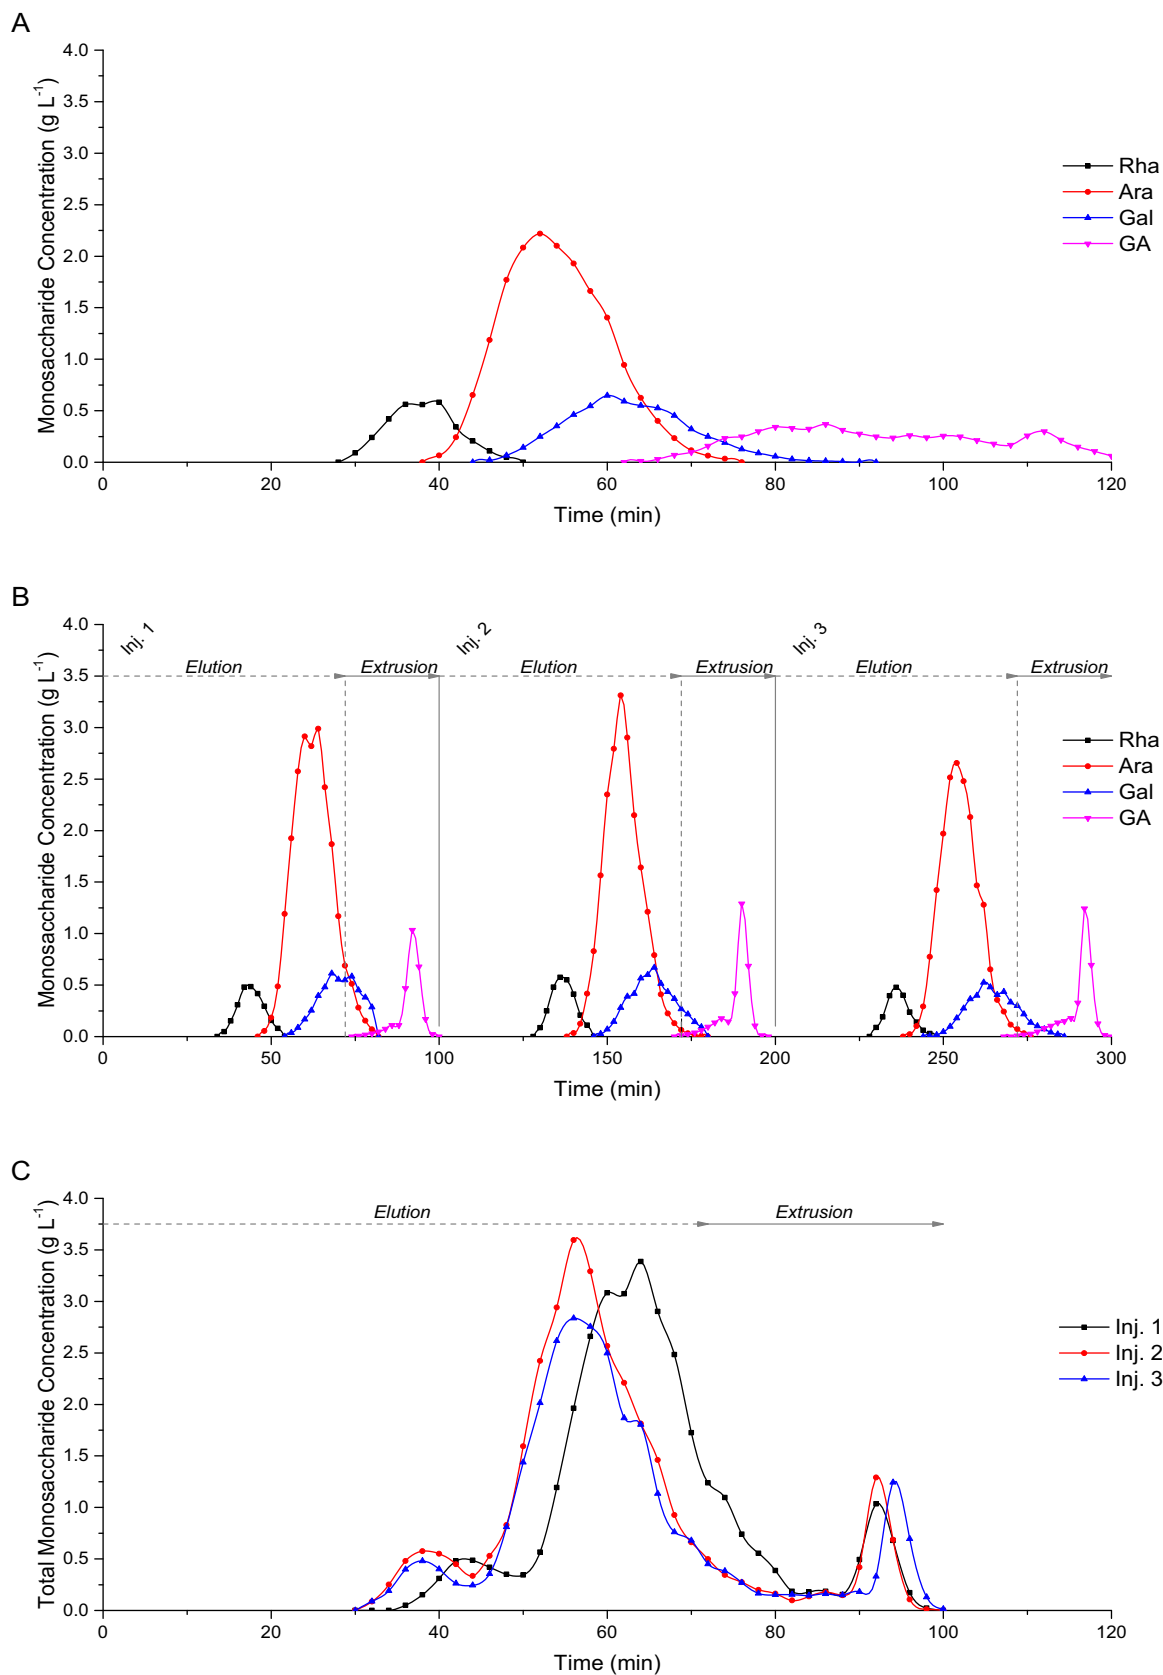 A
Monosaccharide Concentration (g L⁻¹)
4.0
3.5
3.0
2.5
2.0
1.5
1.0
0.5
0.0
0 20 40 60 80 100 120
Time (min)
Rha
Ara
Gal
GA
B
Monosaccharide Concentration (g L⁻¹)
4.0
3.5
3.0
2.5
2.0
1.5
1.0
0.5
0.0
Inj. 1 Inj. 2 Inj. 3
Elution Extrusion Elution Extrusion Elution Extrusion
0 50 100 150 200 250 300
Time (min)
Rha
Ara
Gal
GA
C
Total Monosaccharide Concentration (g L⁻¹)
4.0
3.5
3.0
2.5
2.0
1.5
1.0
0.5
0.0
Elution Extrusion
0 20 40 60 80 100 120
Time (min)
Inj. 1
Inj. 2
Inj. 3